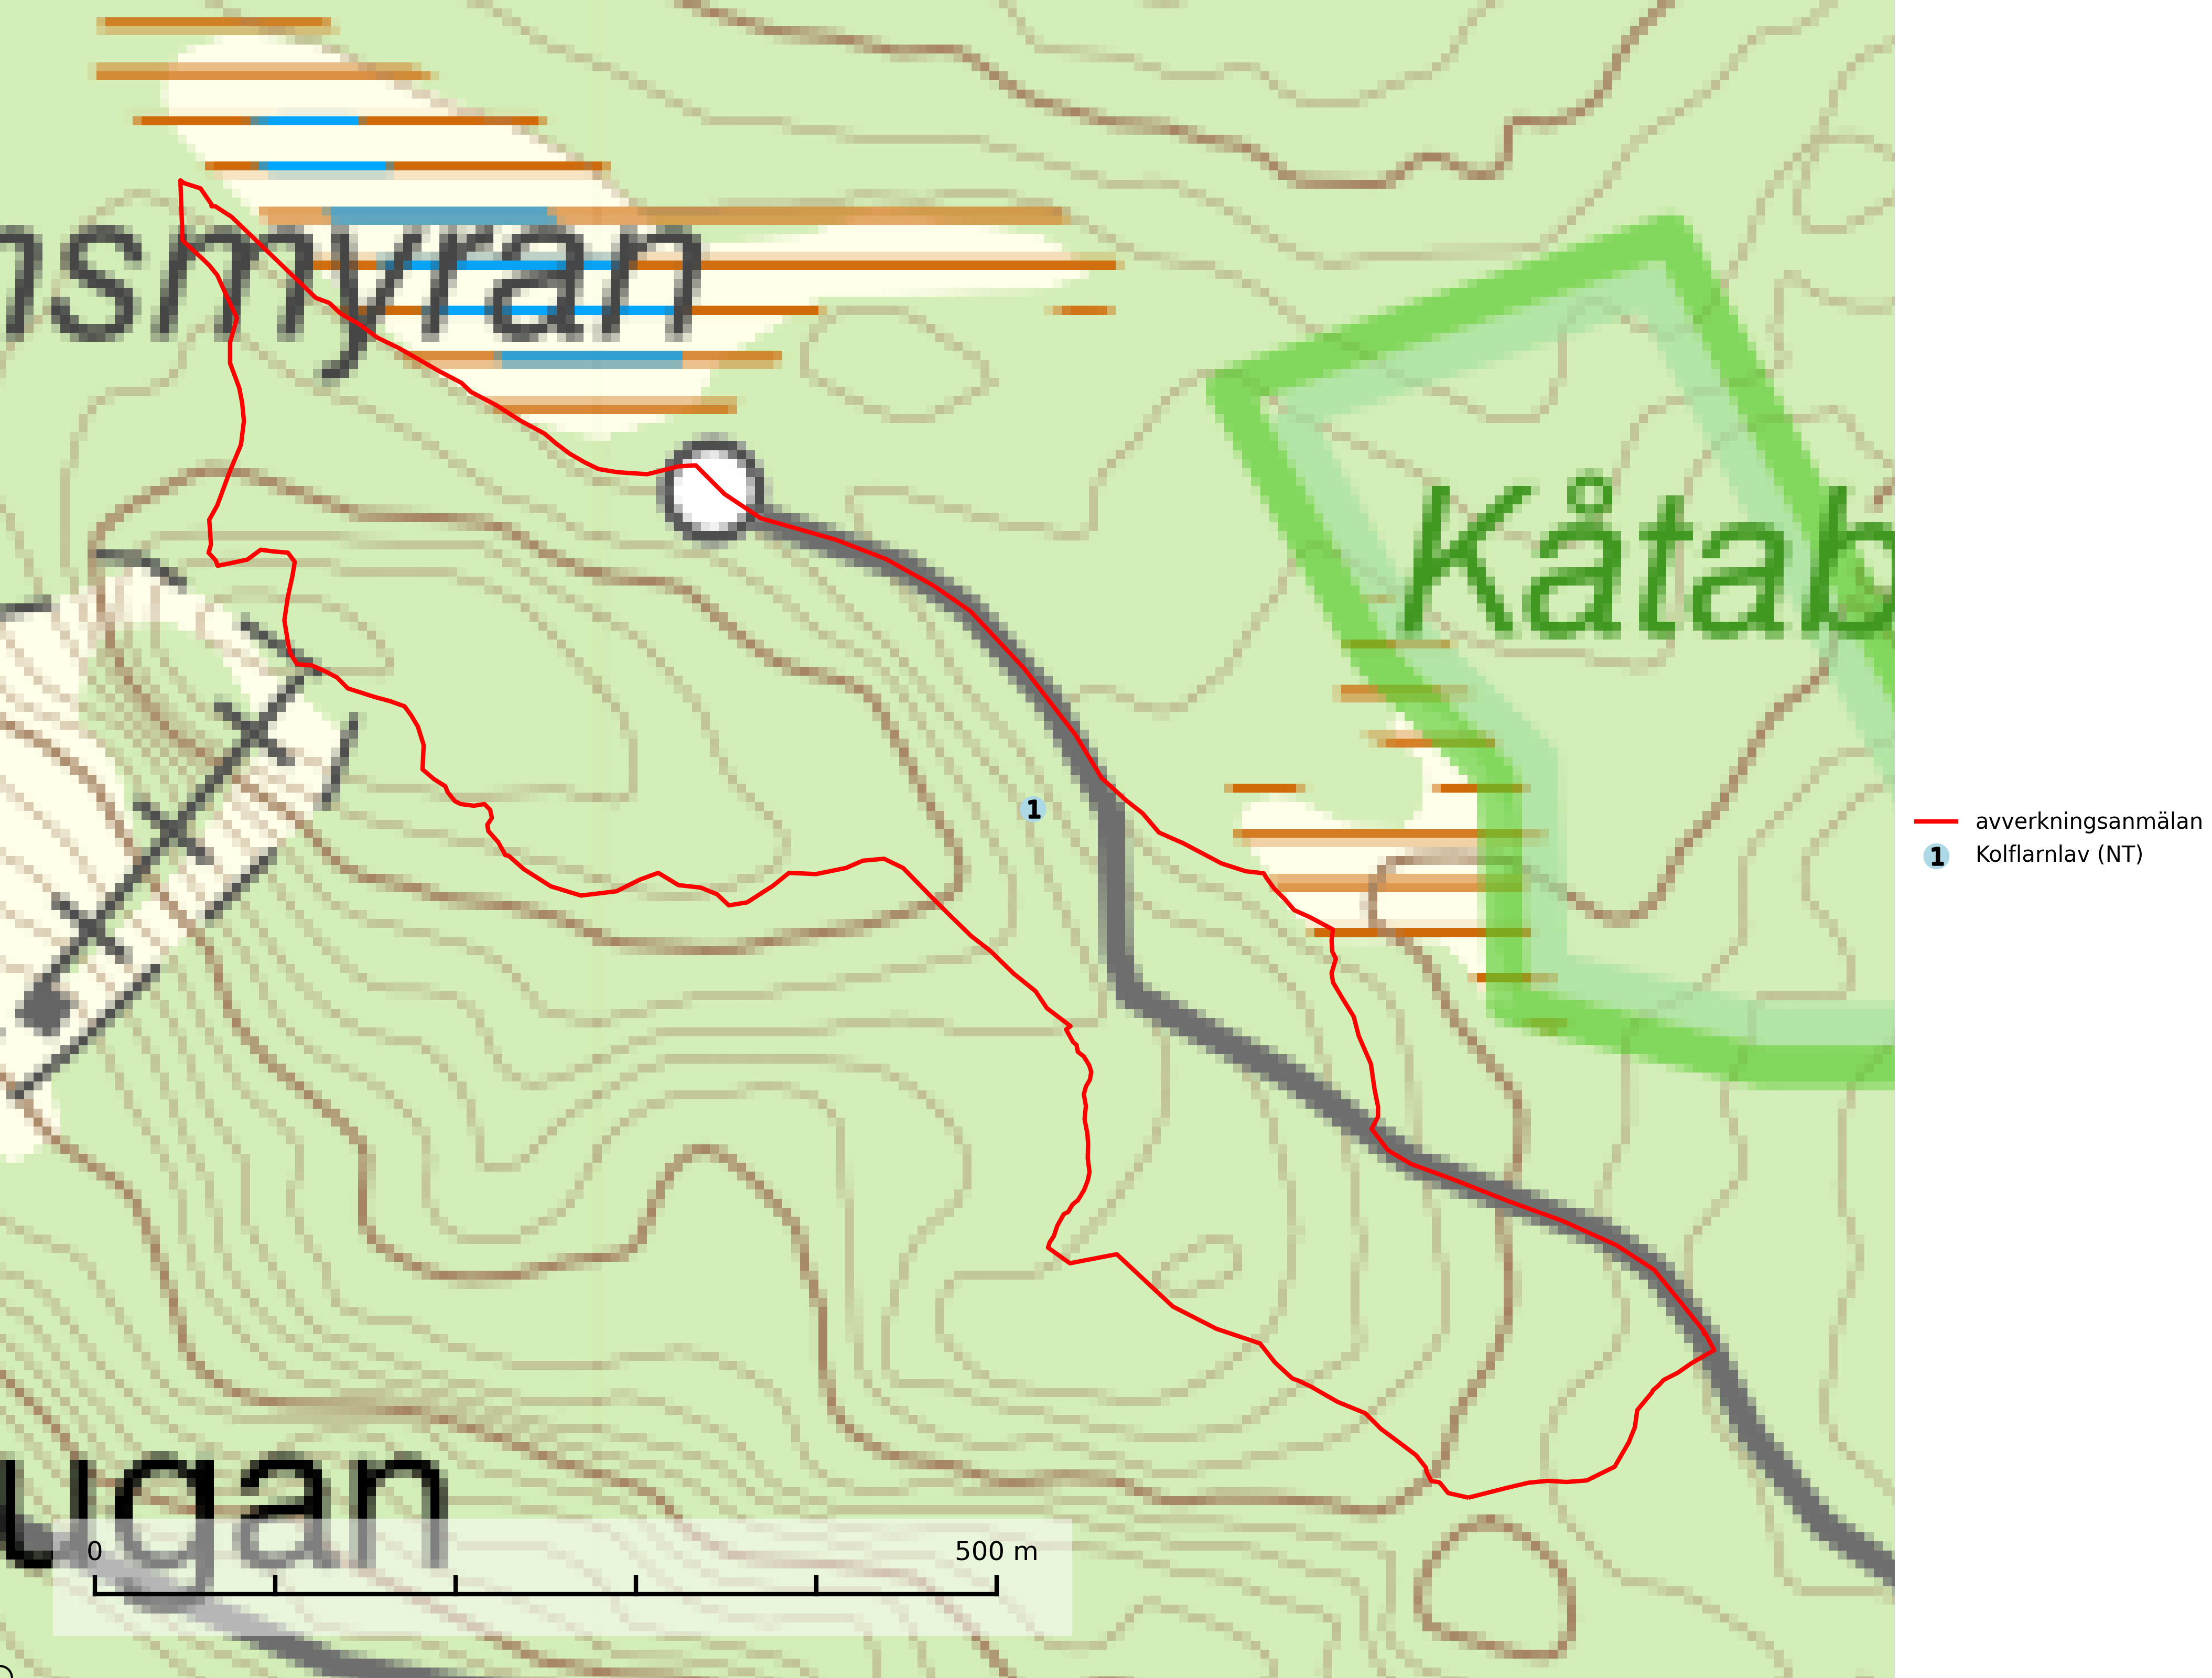 nsmyran
Kåtab
1
avverkningsanmälan
1 Kolflarnlav (NT)
ugan
0 500 m